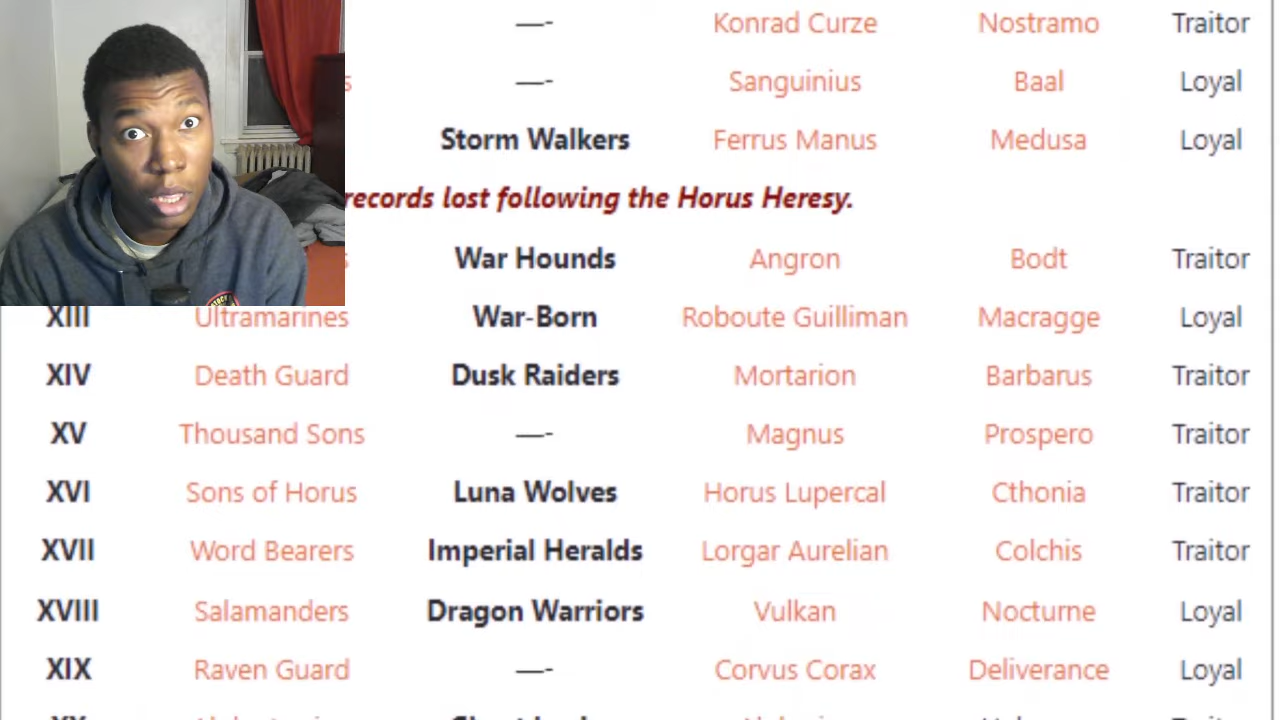 —- Konrad Curze Nostramo Traitor
—- Sanguinius Baal Loyal
Storm Walkers Ferrus Manus Medusa Loyal
records lost following the Horus Heresy.
War Hounds Angron Bodt Traitor
XIII Ultramarines War-Born Roboute Guilliman Macragge Loyal
XIV Death Guard Dusk Raiders Mortarion Barbarus Traitor
XV Thousand Sons —- Magnus Prospero Traitor
XVI Sons of Horus Luna Wolves Horus Lupercal Cthonia Traitor
XVII Word Bearers Imperial Heralds Lorgar Aurelian Colchis Traitor
XVIII Salamanders Dragon Warriors Vulkan Nocturne Loyal
XIX Raven Guard —- Corvus Corax Deliverance Loyal